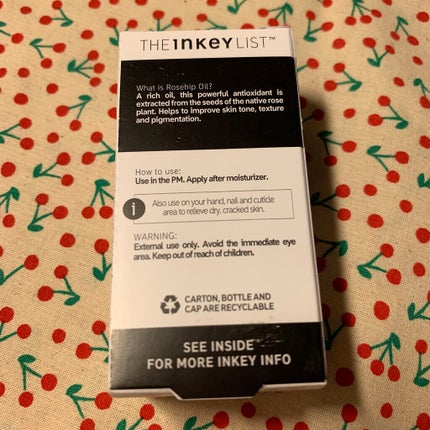 THE INKEY LIST™
What is Rosehip Oil?
A rich oil, this powerful antioxidant is
extracted from the seeds of the native rose
plant. Helps to improve skin tone, texture
and pigmentation.
How to use:
Use in the PM. Apply after moisturizer.
i
Also use on your hand, nail and cuticle
area to relieve dry, cracked skin.
WARNING:
External use only. Avoid the immediate eye
area. Keep out of reach of children.
CARTON, BOTTLE AND
CAP ARE RECYCLABLE
SEE INSIDE
FOR MORE INKEY INFO